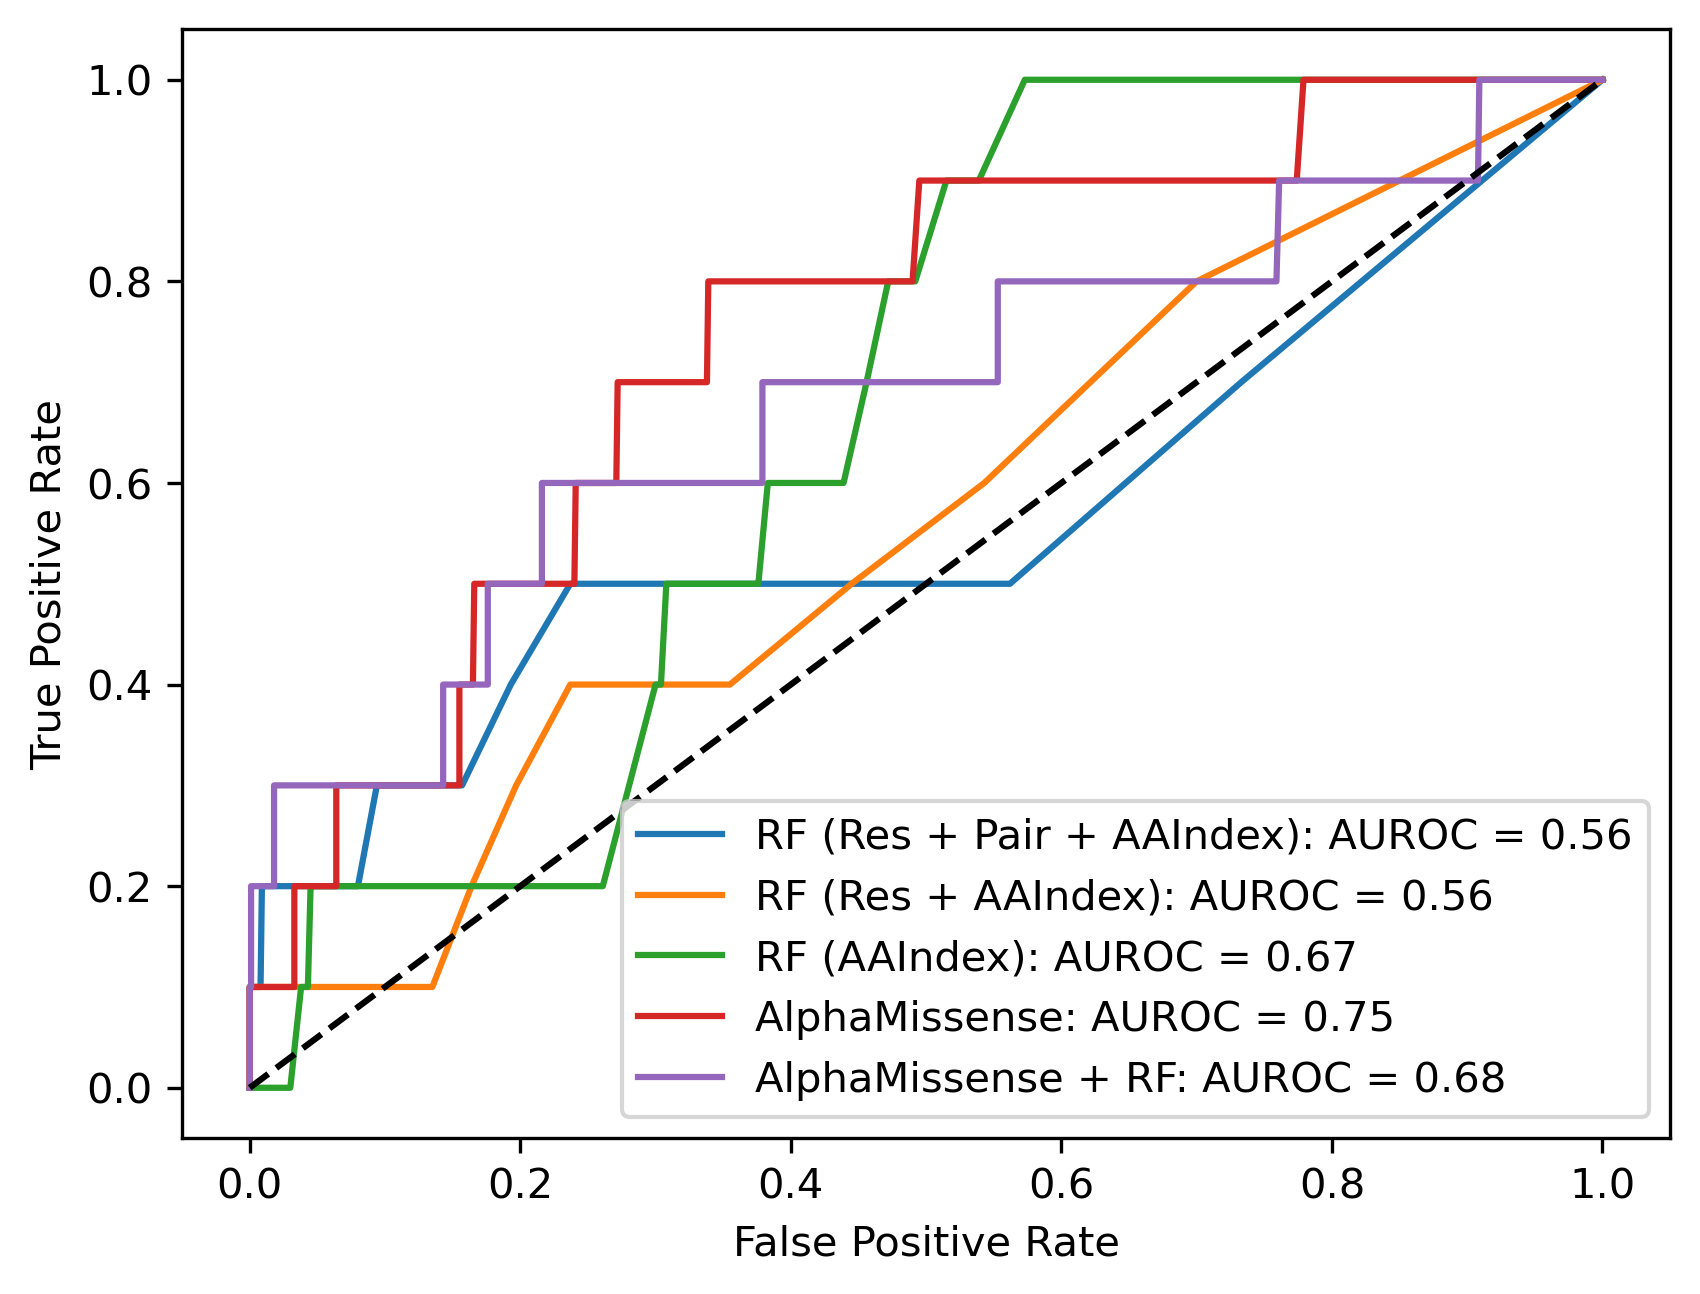 1.0
0.8
0.6
0.4
0.2
0.0
True Positive Rate
RF (Res + Pair + AAIndex): AUROC = 0.56
RF (Res + AAIndex): AUROC = 0.56
RF (AAIndex): AUROC = 0.67
AlphaMissense: AUROC = 0.75
AlphaMissense + RF: AUROC = 0.68
0.0 0.2 0.4 0.6 0.8 1.0
False Positive Rate